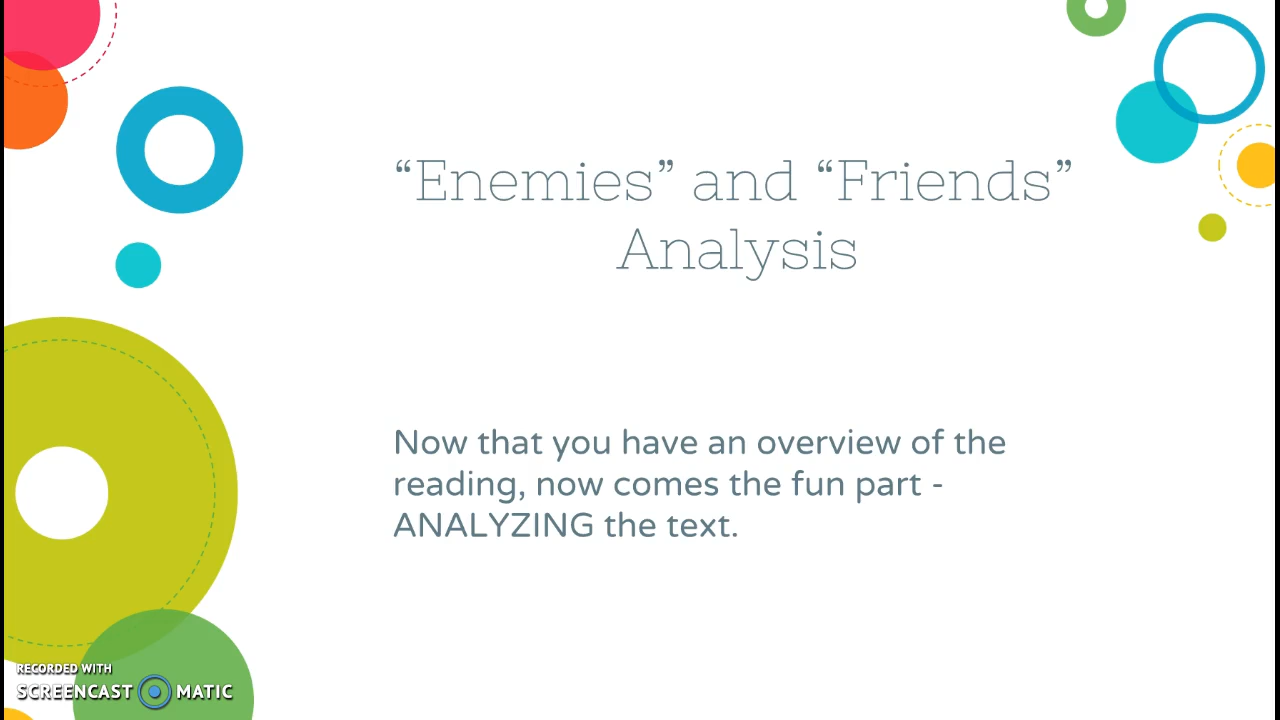 “Enemies” and “Friends”
Analysis
Now that you have an overview of the
reading, now comes the fun part -
ANALYZING the text.
RECORDED WITH
SCREENCAST MATIC